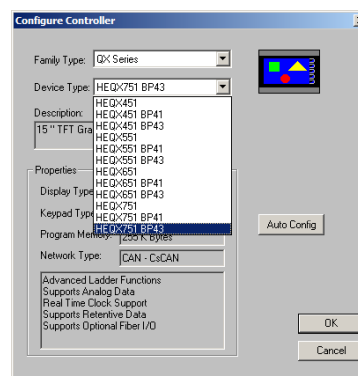 Configure Controller
Family Type: QX Series
Device Type: HEQX751 BP43
HEQX451
HEQX451 BP41
HEQX451 BP43
HEQX551
HEQX551 BP41
HEQX551 BP43
HEQX651
HEQX651 BP41
HEQX651 BP43
HEQX751
HEQX751 BP41
HEQX751 BP43
Description:
15 " TFT Gra
Properties
Display Type
Keypad Type
Program Memory: 255 K Bytes
Network Type: CAN - CsCAN
Advanced Ladder Functions
Supports Analog Data
Real Time Clock Support
Supports Retentive Data
Supports Optional Fiber I/O
Auto Config
OK
Cancel